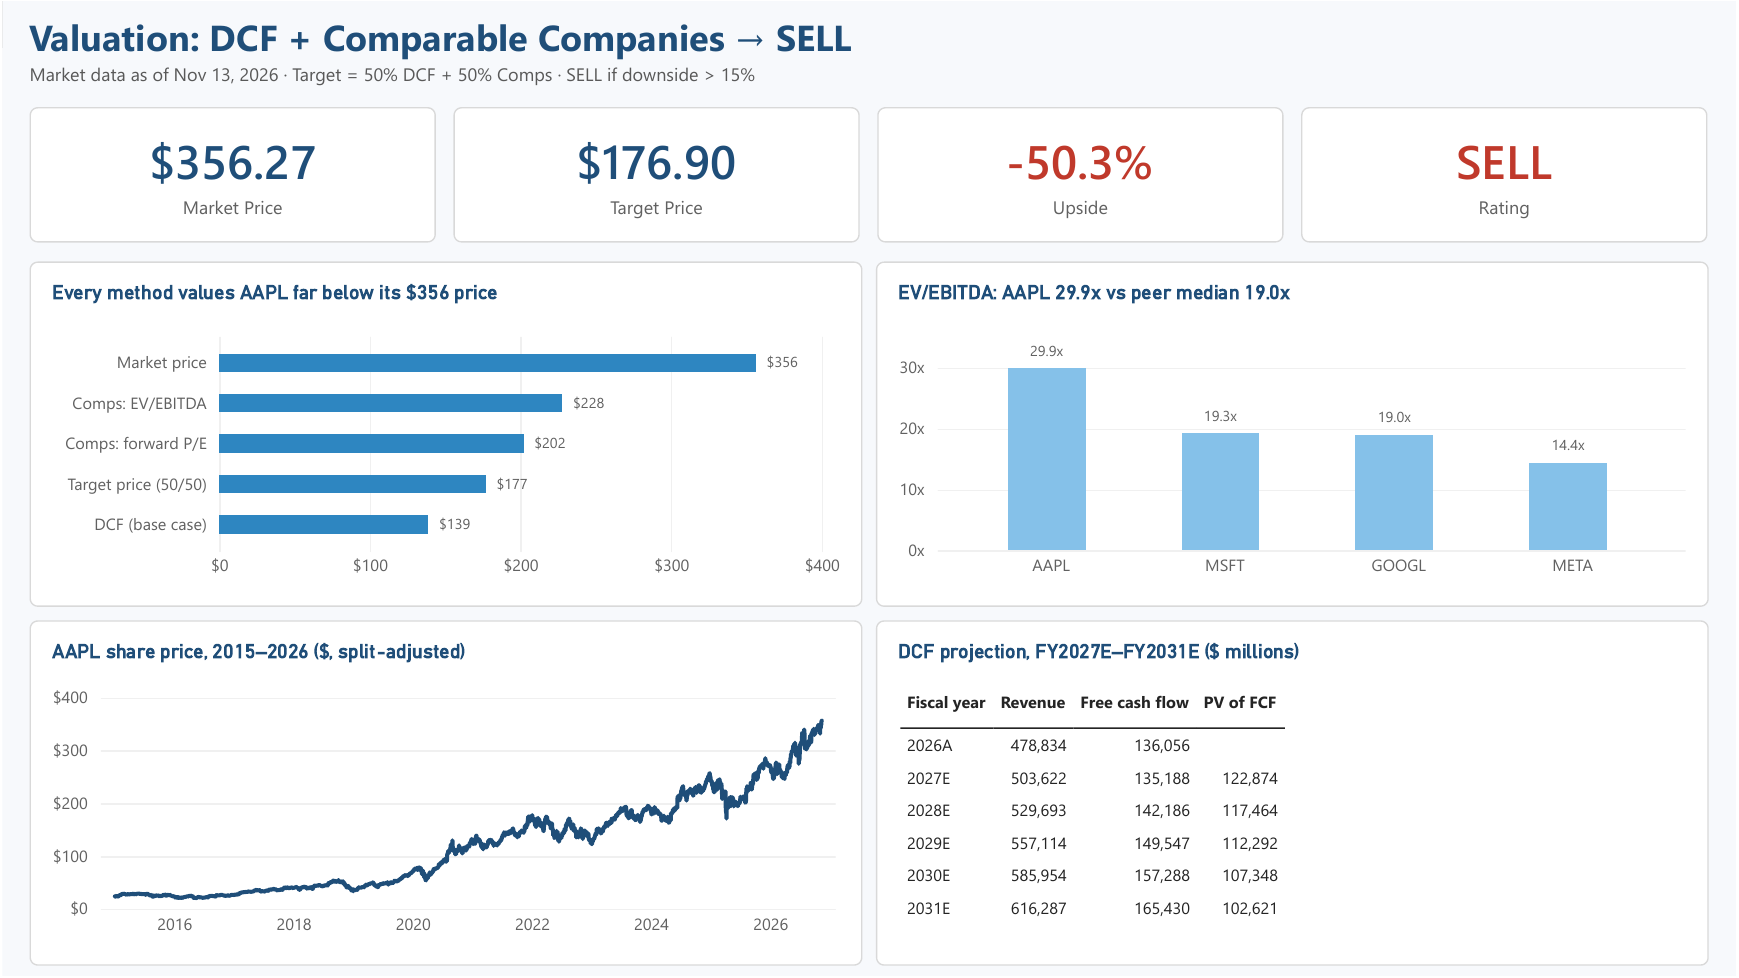 Valuation: DCF + Comparable Companies → SELL
Market data as of Nov 13, 2026 · Target = 50% DCF + 50% Comps · SELL if downside > 15%
$356.27
Market Price
$176.90
Target Price
-50.3%
Upside
SELL
Rating
Every method values AAPL far below its $356 price
Market price $356
Comps: EV/EBITDA $228
Comps: forward P/E $202
Target price (50/50) $177
DCF (base case) $139
$0 $100 $200 $300 $400
EV/EBITDA: AAPL 29.9x vs peer median 19.0x
30x
20x
10x
0x
29.9x 19.3x 19.0x 14.4x
AAPL MSFT GOOGL META
AAPL share price, 2015–2026 ($, split-adjusted)
$400
$300
$200
$100
$0
2016 2018 2020 2022 2024 2026
DCF projection, FY2027E–FY2031E ($ millions)
Fiscal year Revenue Free cash flow PV of FCF
2026A 478,834 136,056
2027E 503,622 135,188 122,874
2028E 529,693 142,186 117,464
2029E 557,114 149,547 112,292
2030E 585,954 157,288 107,348
2031E 616,287 165,430 102,621